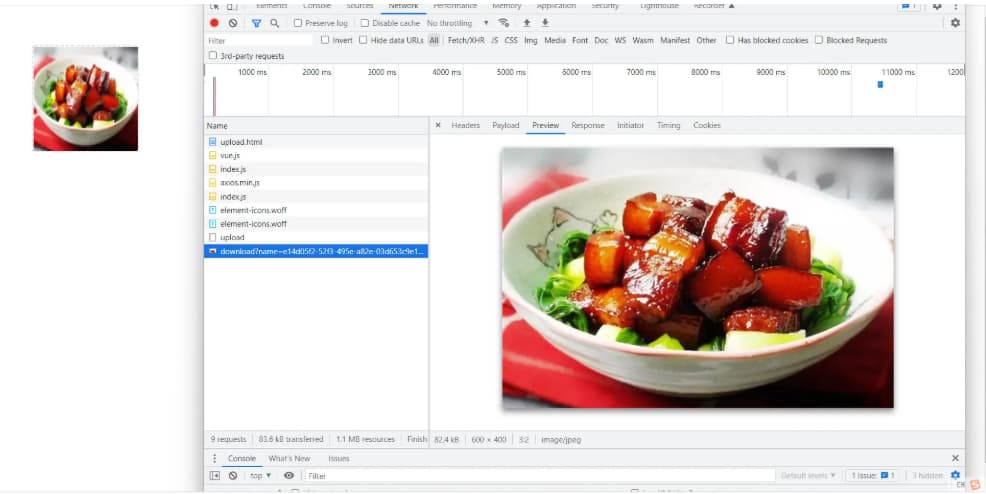 Elements Console Sources Network Performance Memory Application Security Lighthouse Recorder 1
Preserve log Disable cache No throttling
Filter Invert Hide data URLs All Fetch/XHR JS CSS Img Media Font Doc WS Wasm Manifest Other Has blocked cookies Blocked Requests
3rd-party requests
1000 ms 2000 ms 3000 ms 4000 ms 5000 ms 6000 ms 7000 ms 8000 ms 9000 ms 10000 ms 11000 ms 1200
Name × Headers Payload Preview Response Initiator Timing Cookies
upload.html
vue.js
index.js
axios.min.js
index.js
element-icons.woff
element-icons.woff
upload
download?name=e14d05f2-52f3-495e-a82e-03d653c9e1...
9 requests 83.6 kB transferred 1.1 MB resources Finish 82.4 kB 600 × 400 3:2 image/jpeg
Console What's New Issues ×
top Filter Default levels 1 Issue: 1 3 hidden